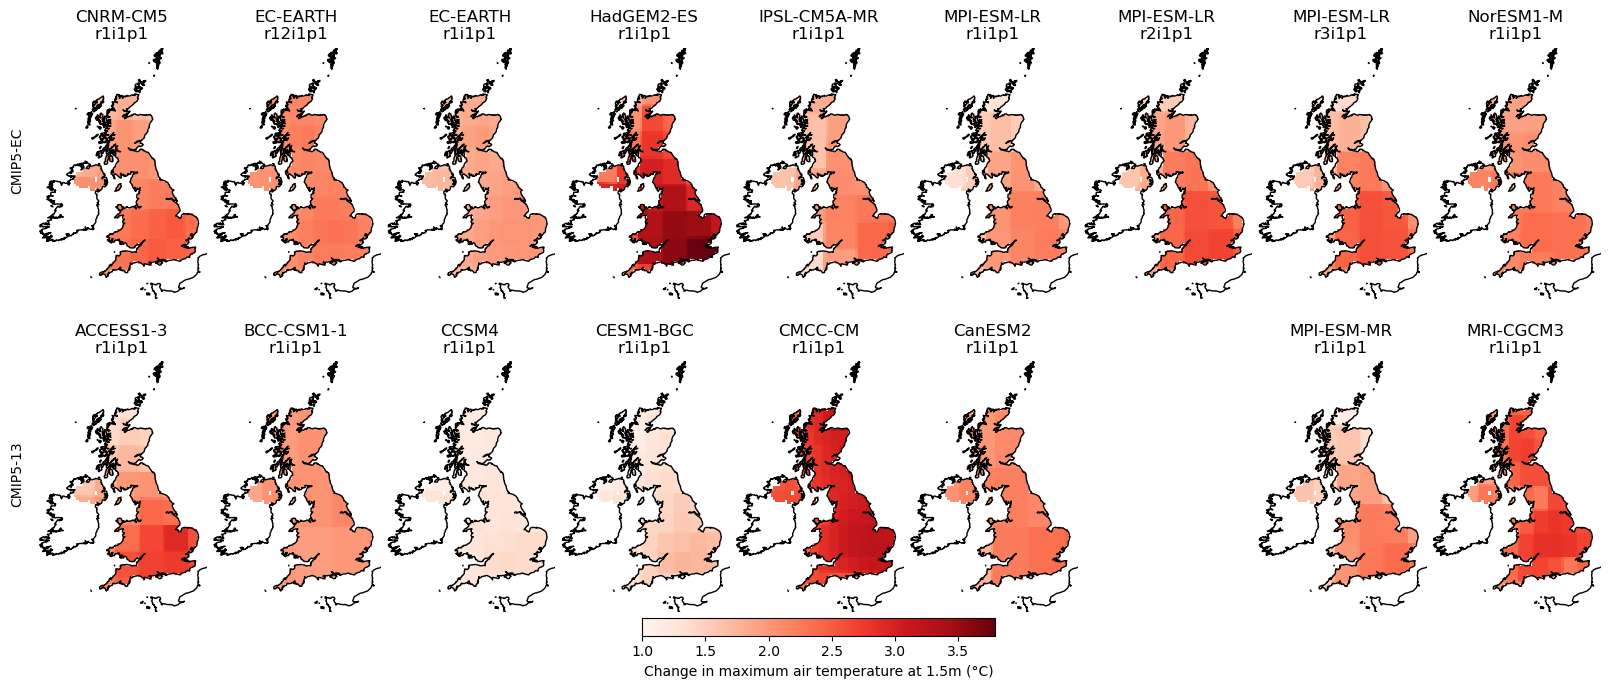 CNRM-CM5 EC-EARTH EC-EARTH HadGEM2-ES IPSL-CM5A-MR MPI-ESM-LR MPI-ESM-LR MPI-ESM-LR NorESM1-M
r1i1p1 r12i1p1 r1i1p1 r1i1p1 r1i1p1 r1i1p1 r2i1p1 r3i1p1 r1i1p1
CMIP5-EC
ACCESS1-3 BCC-CSM1-1 CCSM4 CESM1-BGC CMCC-CM CanESM2 MPI-ESM-MR MRI-CGCM3
r1i1p1 r1i1p1 r1i1p1 r1i1p1 r1i1p1 r1i1p1 r1i1p1 r1i1p1
CMIP5-13
1.0 1.5 2.0 2.5 3.0 3.5
Change in maximum air temperature at 1.5m (°C)